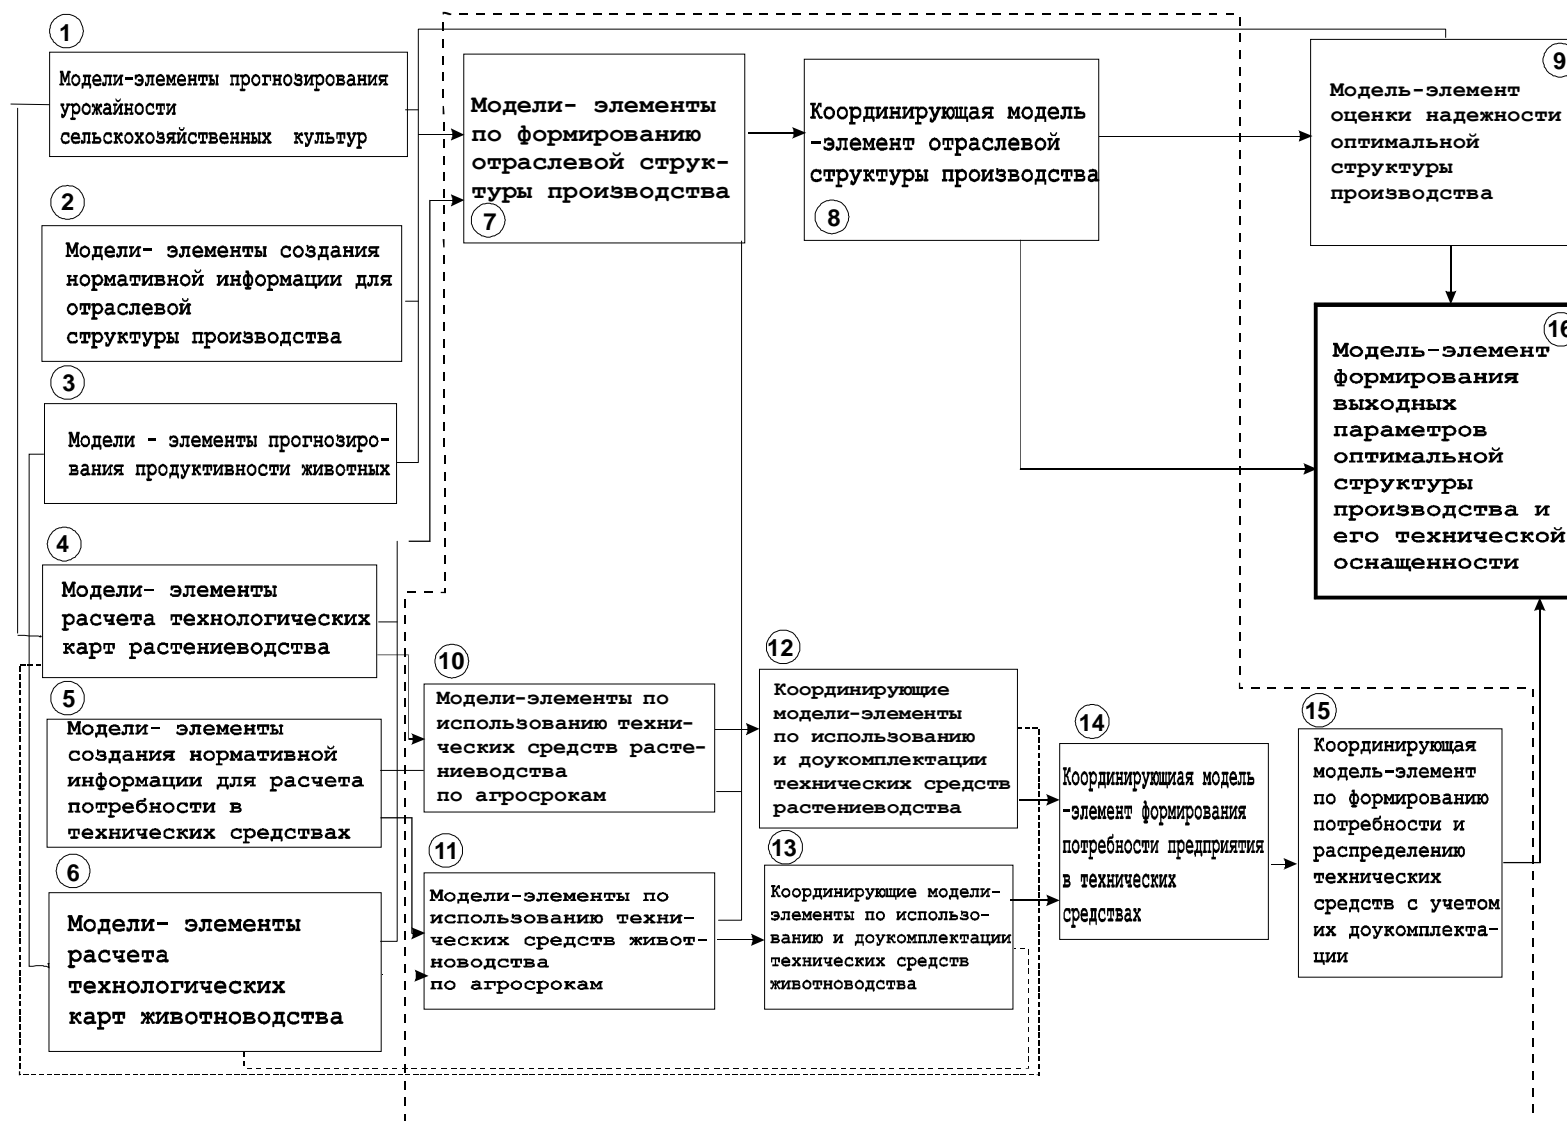 1
Модели-элементы прогнозирования
урожайности
сельскохозяйственных культур
2
Модели- элементы создания
нормативной информации для
отраслевой
структуры производства
3
Модели - элементы прогнозиро-
вания продуктивности животных
4
Модели- элементы
расчета технологических
карт растениеводства
5
Модели- элементы
создания нормативной
информации для расчета
потребности в
технических средствах
6
Модели- элементы
расчета
технологических
карт животноводства
Модели- элементы
по формированию
отраслевой струк-
туры производства
7
Координирующая модель
-элемент отраслевой
структуры производства
8
9
Модель-элемент
оценки надежности
оптимальной
структуры
производства
10
Модели-элементы по
использованию техни-
ческих средств расте-
ниеводства
по агросрокам
11
Модели-элементы по
использованию техни-
ческих средств живот-
новодства
по агросрокам
12
Координирующие
модели-элементы
по использованию
и доукомплектации
технических средств
растениеводства
13
Координирующие модели-
элементы по использо-
ванию и доукомплектации
технических средств
животноводства
14
Координирующиая модель
-элемент формирования
потребности предприятия
в технических
средствах
15
Координирующая
модель-элемент
по формированию
потребности и
распределению
технических
средств с учетом
их доукомплекта-
ции
16
Модель-элемент
формирования
выходных
параметров
оптимальной
структуры
производства и
его технической
оснащенности